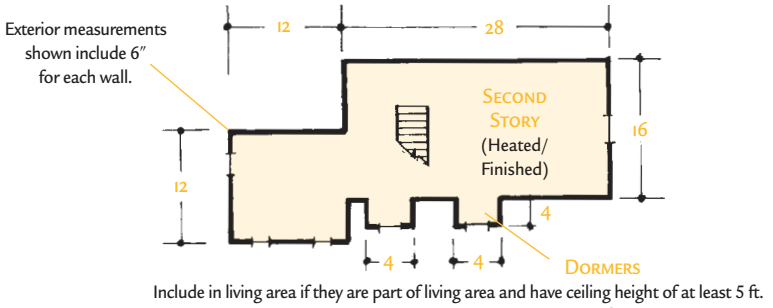 Exterior measurements
shown include 6″
for each wall.
12
28
Second
Story
(Heated/
Finished)
16
12
4
4
4
Dormers
Include in living area if they are part of living area and have ceiling height of at least 5 ft.